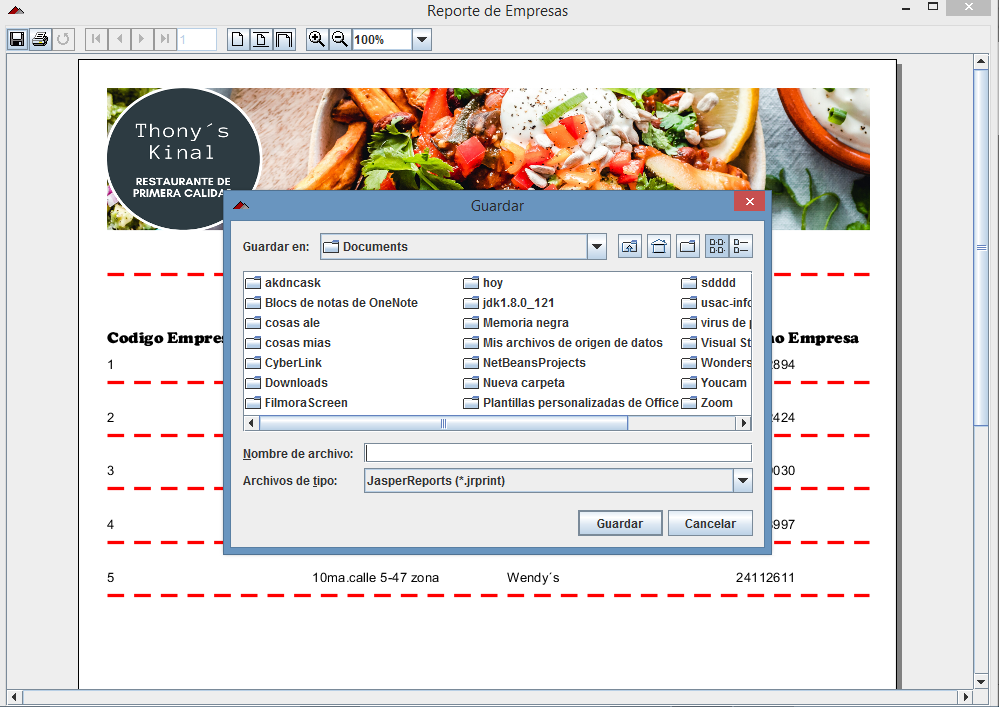 Reporte de Empresas
1
100%
Thony´s
Kinal
RESTAURANTE DE
PRIMERA CALIDA
Guardar
Guardar en: Documents
akdncask hoy sdddd
Blocs de notas de OneNote jdk1.8.0_121 usac-info
cosas ale Memoria negra virus de
cosas mias Mis archivos de origen de datos Visual St
CyberLink NetBeansProjects Wonders
Downloads Nueva carpeta Youcam
FilmoraScreen Plantillas personalizadas de Office Zoom
Nombre de archivo:
Archivos de tipo: JasperReports (*.jrprint)
Guardar Cancelar
Codigo Empres o Empresa
1 2894
2 2424
3 0030
4 997
5 10ma.calle 5-47 zona Wendy´s 24112611